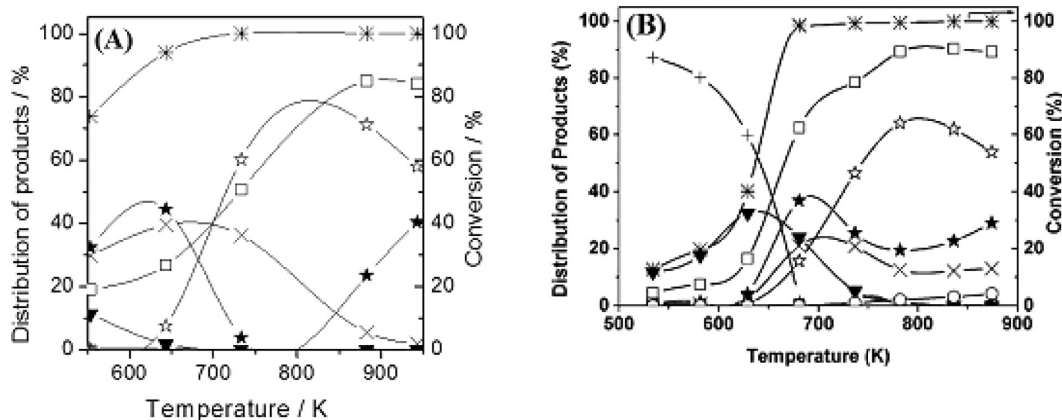 (A)
100
80
60
40
20
0
Distribution of products / %
600 700 800 900
Temperature / K
100
80
60
40
20
0
Conversion / %
(B)
100
80
60
40
20
0
Distribution of Products (%)
500 600 700 800 900
Temperature (K)
100
80
60
40
20
0
Conversion (%)